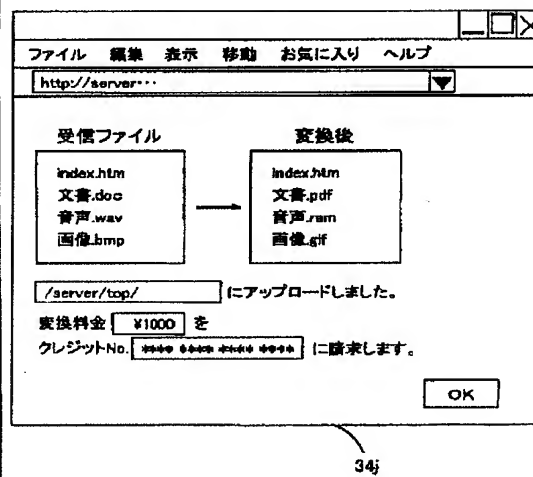 ファイル 編集 表示 移動 お気に入り ヘルプ
http://server…
受信ファイル 変換後
index.htm index.htm
文書.doc 文書.pdf
音声.wav 音声.ram
画像.bmp 画像.gif
/server/top/ にアップロードしました。
変換料金 ¥1000 を
クレジットNo. **** **** **** **** に請求します。
OK
34j